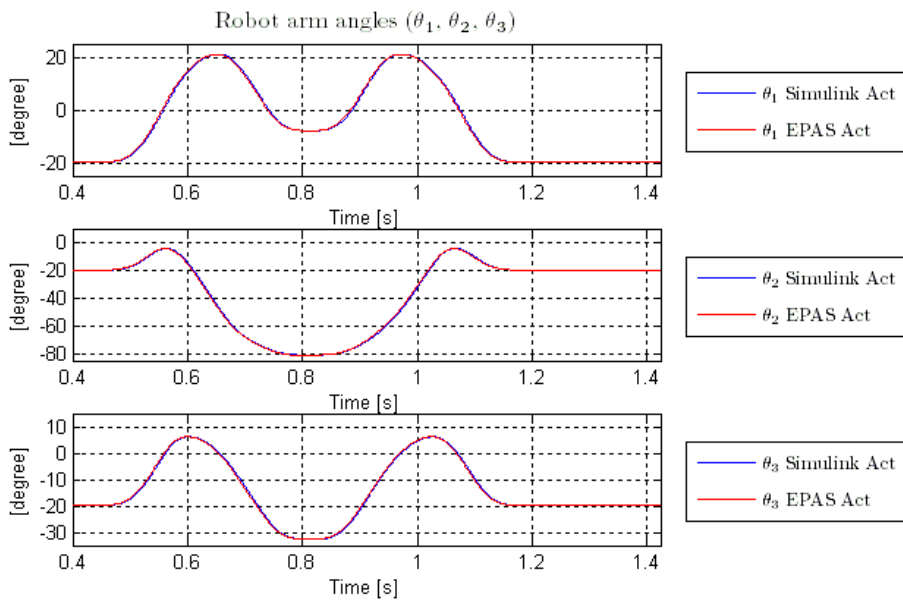 Robot arm angles (θ₁, θ₂, θ₃)
[degree]
20
0
-20
0.4 0.6 0.8 1 1.2 1.4
Time [s]
θ₁ Simulink Act
θ₁ EPAS Act
[degree]
0
-20
-40
-60
-80
0.4 0.6 0.8 1 1.2 1.4
Time [s]
θ₂ Simulink Act
θ₂ EPAS Act
[degree]
10
0
-10
-20
-30
0.4 0.6 0.8 1 1.2 1.4
Time [s]
θ₃ Simulink Act
θ₃ EPAS Act